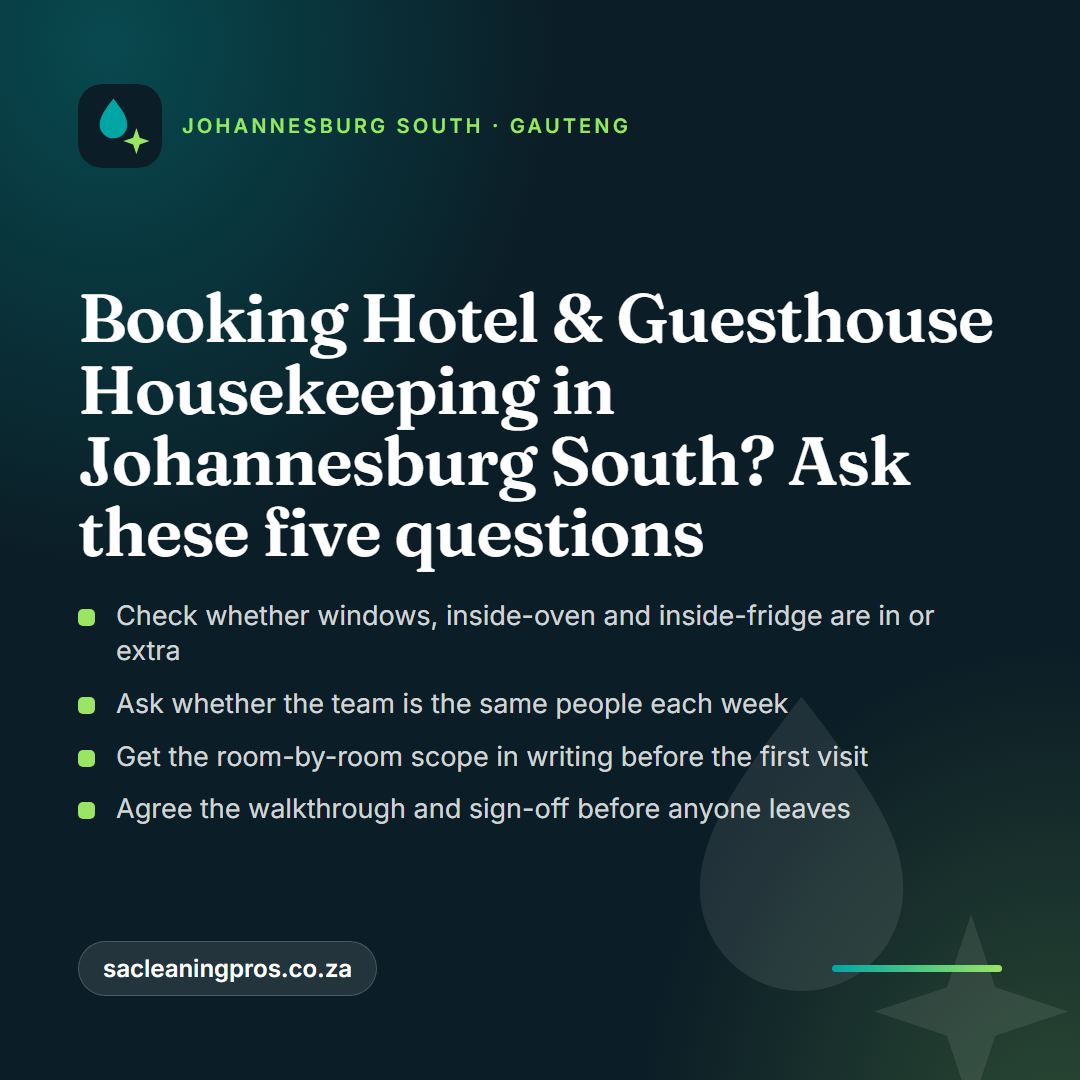 JOHANNESBURG SOUTH · GAUTENG
Booking Hotel & Guesthouse
Housekeeping in
Johannesburg South? Ask
these five questions
Check whether windows, inside-oven and inside-fridge are in or
extra
Ask whether the team is the same people each week
Get the room-by-room scope in writing before the first visit
Agree the walkthrough and sign-off before anyone leaves
sacleaningpros.co.za